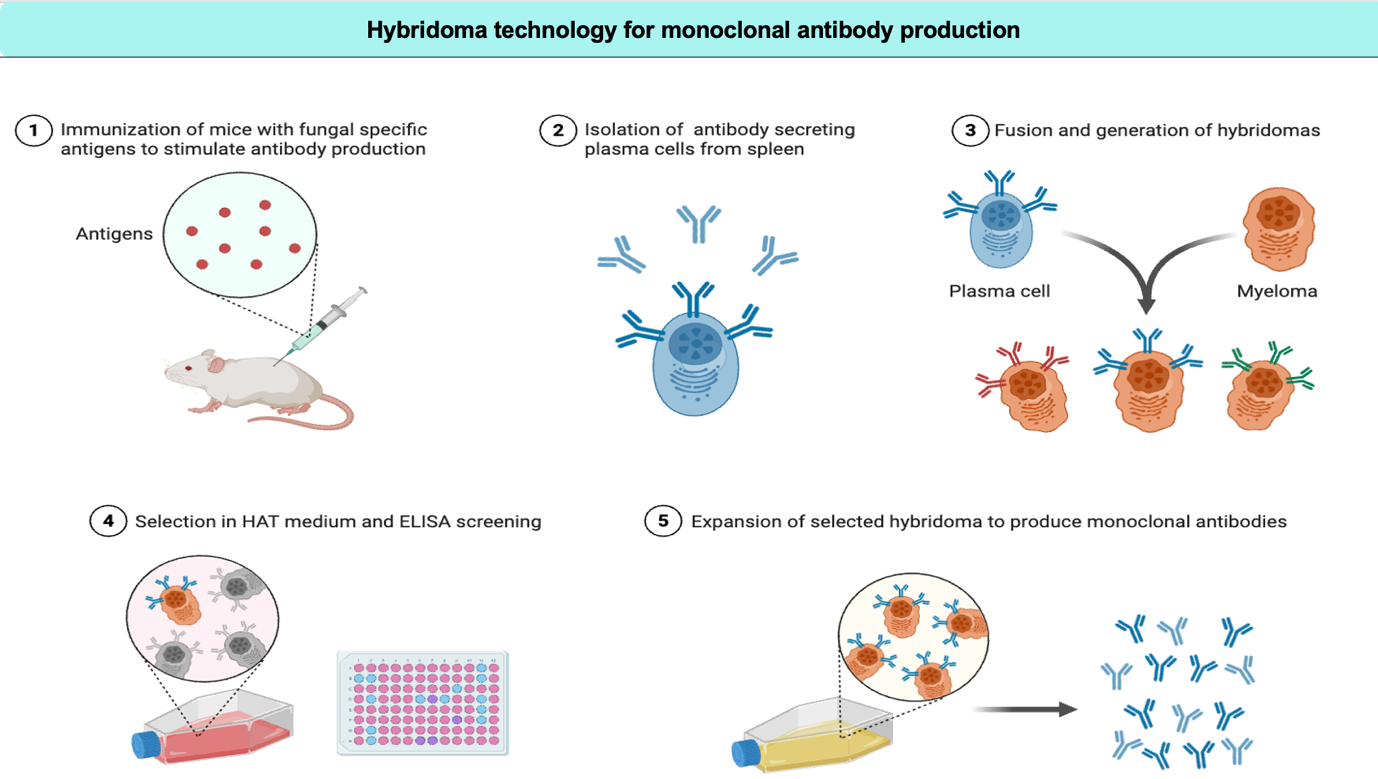 Hybridoma technology for monoclonal antibody production
1
Immunization of mice with fungal specific
antigens to stimulate antibody production
Antigens
2
Isolation of antibody secreting
plasma cells from spleen
3
Fusion and generation of hybridomas
Plasma cell
Myeloma
4
Selection in HAT medium and ELISA screening
5
Expansion of selected hybridoma to produce monoclonal antibodies